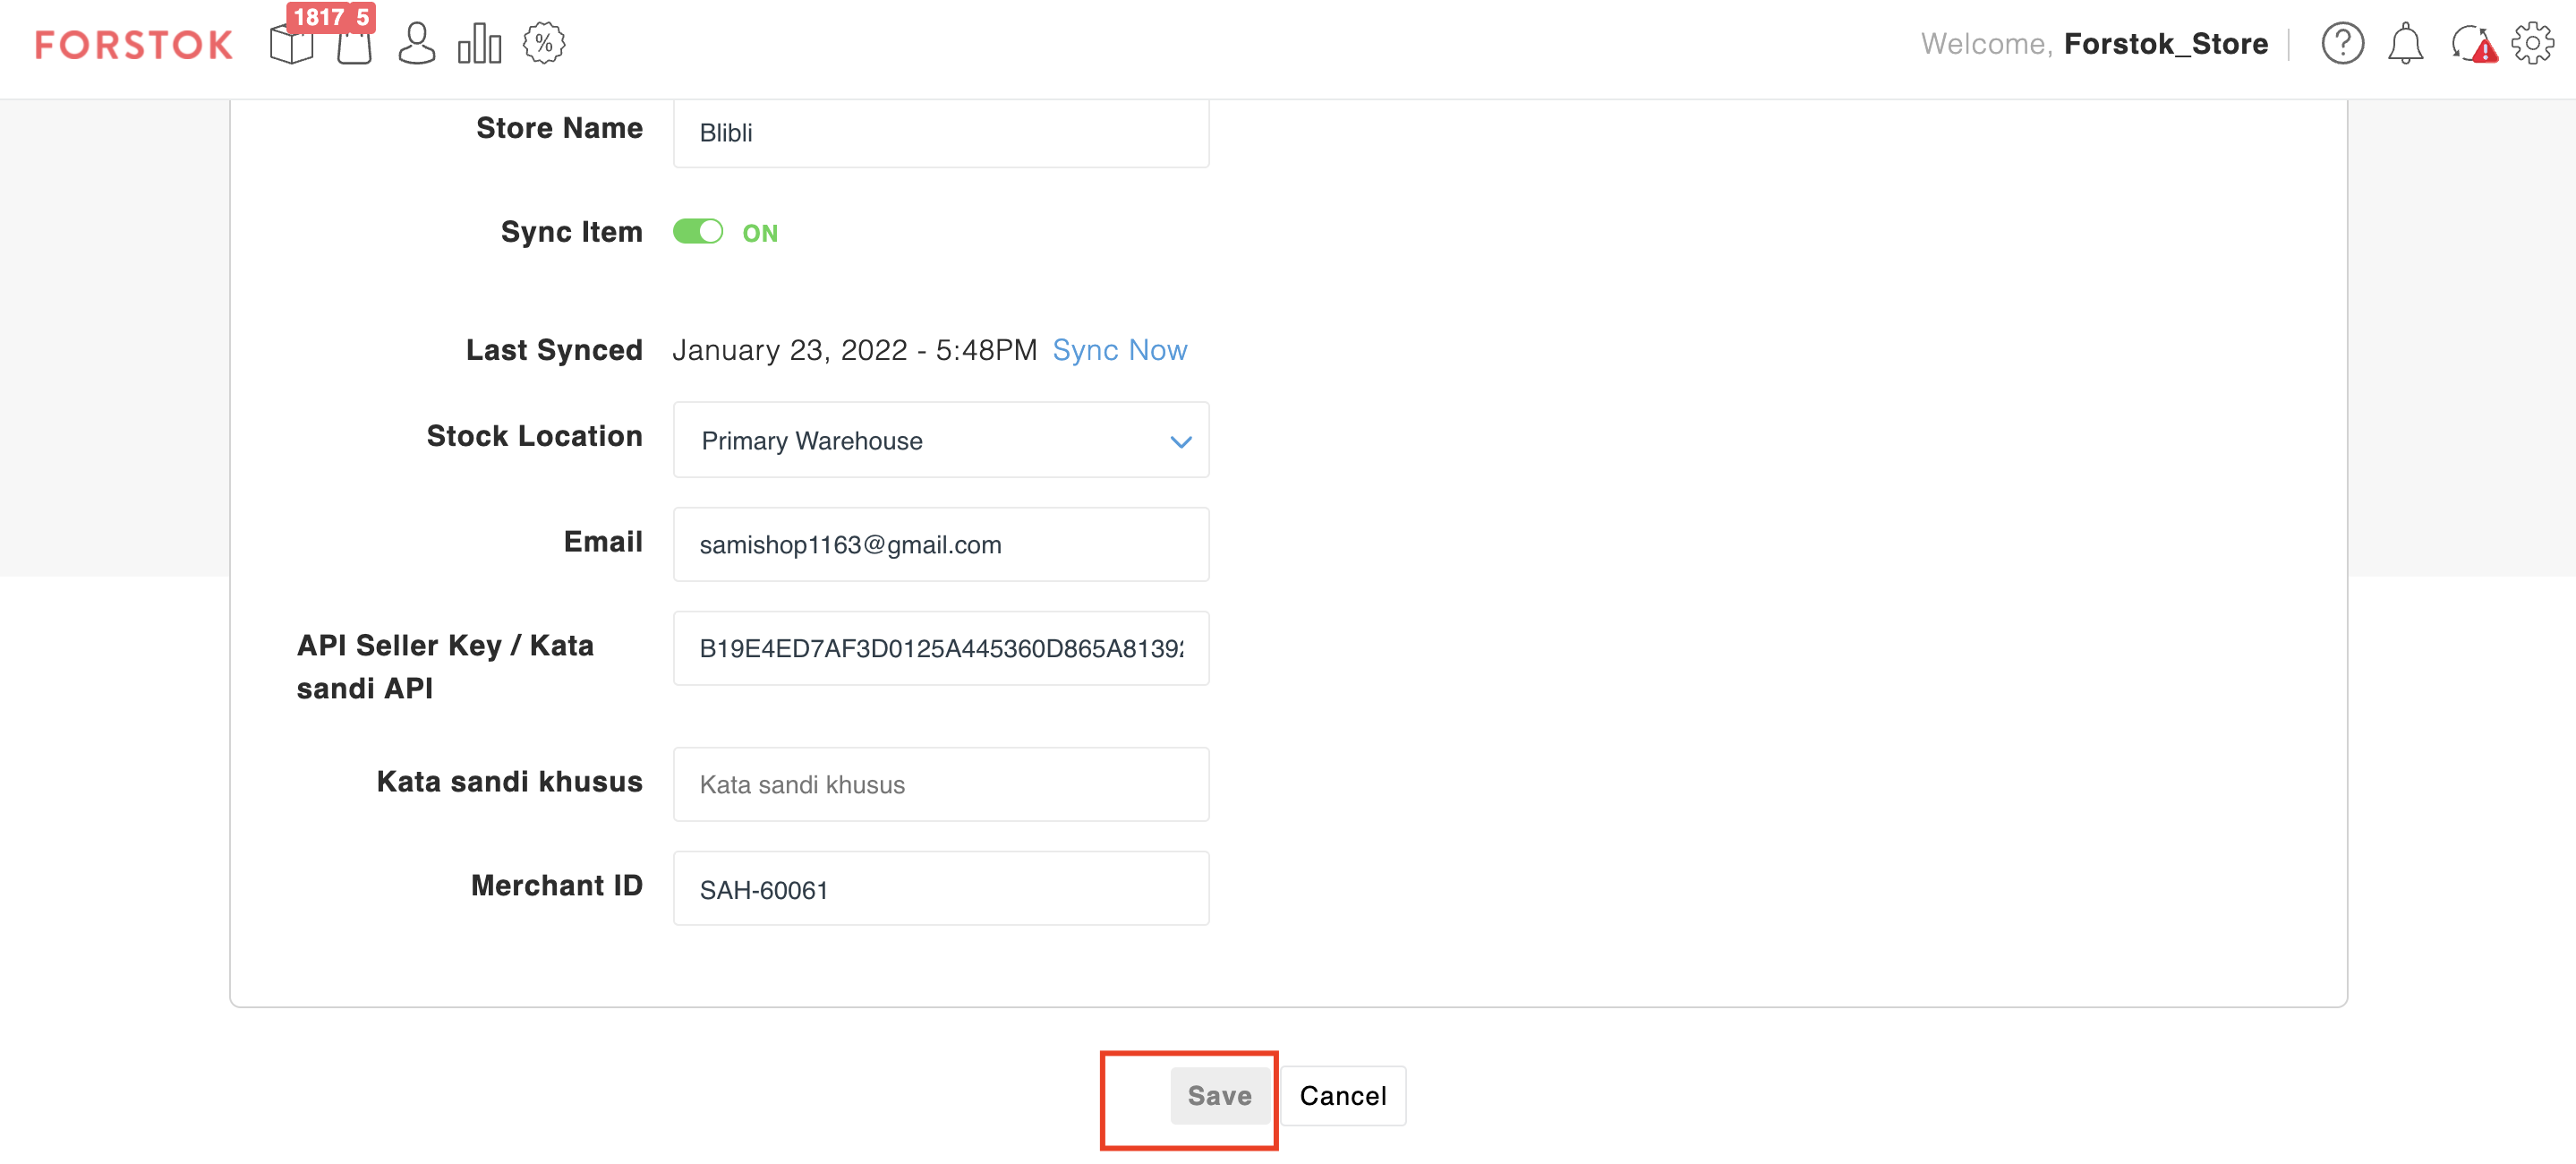 FORSTOK
1817 5
%
Welcome, Forstok_Store
?
Store Name
Blibli
Sync Item
ON
Last Synced
January 23, 2022 - 5:48PM Sync Now
Stock Location
Primary Warehouse
Email
samishop1163@gmail.com
API Seller Key / Kata
sandi API
B19E4ED7AF3D0125A445360D865A8139
Kata sandi khusus
Kata sandi khusus
Merchant ID
SAH-60061
Save
Cancel